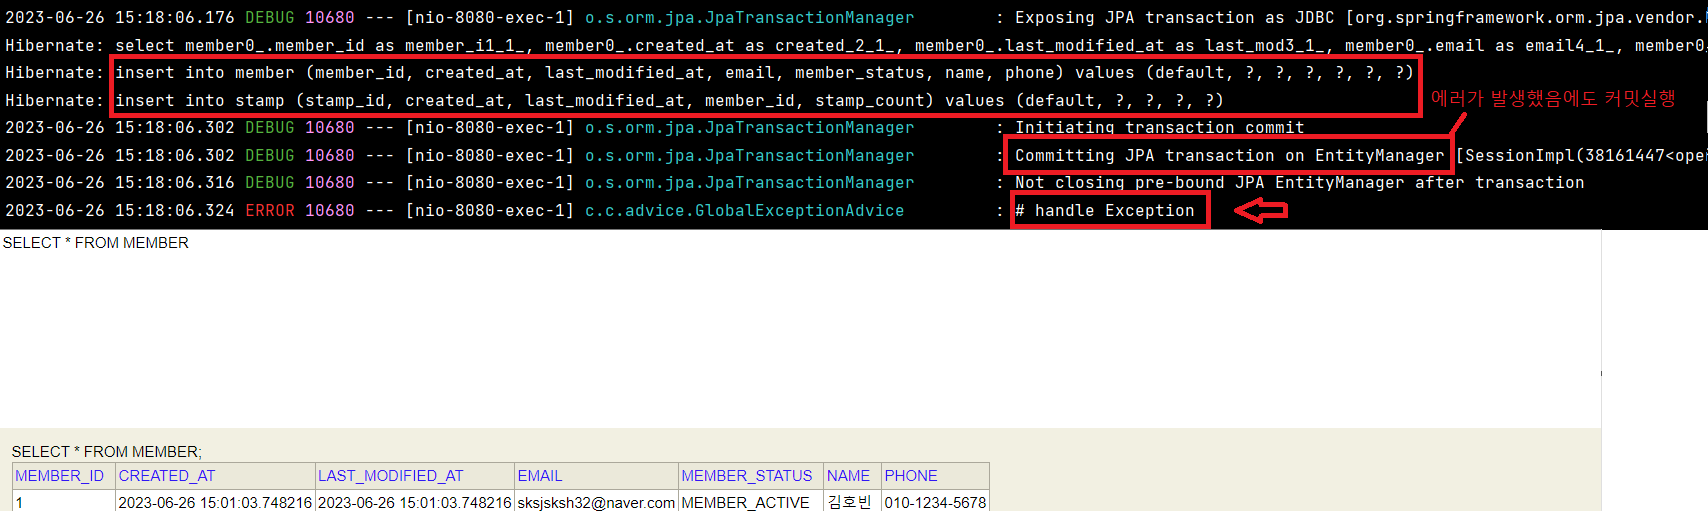 2023-06-26 15:18:06.176 DEBUG 10680 --- [nio-8080-exec-1] o.s.orm.jpa.JpaTransactionManager : Exposing JPA transaction as JDBC [org.springframework.orm.jpa.vendor.
Hibernate: select member0_.member_id as member_i1_1_, member0_.created_at as created_2_1_, member0_.last_modified_at as last_mod3_1_, member0_.email as email4_1_, member0_
Hibernate: insert into member (member_id, created_at, last_modified_at, email, member_status, name, phone) values (default, ?, ?, ?, ?, ?, ?)
Hibernate: insert into stamp (stamp_id, created_at, last_modified_at, member_id, stamp_count) values (default, ?, ?, ?, ?)
에러가 발생했음에도 커밋실행
2023-06-26 15:18:06.302 DEBUG 10680 --- [nio-8080-exec-1] o.s.orm.jpa.JpaTransactionManager : Initiating transaction commit
2023-06-26 15:18:06.302 DEBUG 10680 --- [nio-8080-exec-1] o.s.orm.jpa.JpaTransactionManager : Committing JPA transaction on EntityManager [SessionImpl(38161447<ope
2023-06-26 15:18:06.316 DEBUG 10680 --- [nio-8080-exec-1] o.s.orm.jpa.JpaTransactionManager : Not closing pre-bound JPA EntityManager after transaction
2023-06-26 15:18:06.324 ERROR 10680 --- [nio-8080-exec-1] c.c.advice.GlobalExceptionAdvice : # handle Exception
SELECT * FROM MEMBER
SELECT * FROM MEMBER;
MEMBER_ID CREATED_AT LAST_MODIFIED_AT EMAIL MEMBER_STATUS NAME PHONE
1 2023-06-26 15:01:03.748216 2023-06-26 15:01:03.748216 sksjsksh32@naver.com MEMBER_ACTIVE 김호빈 010-1234-5678